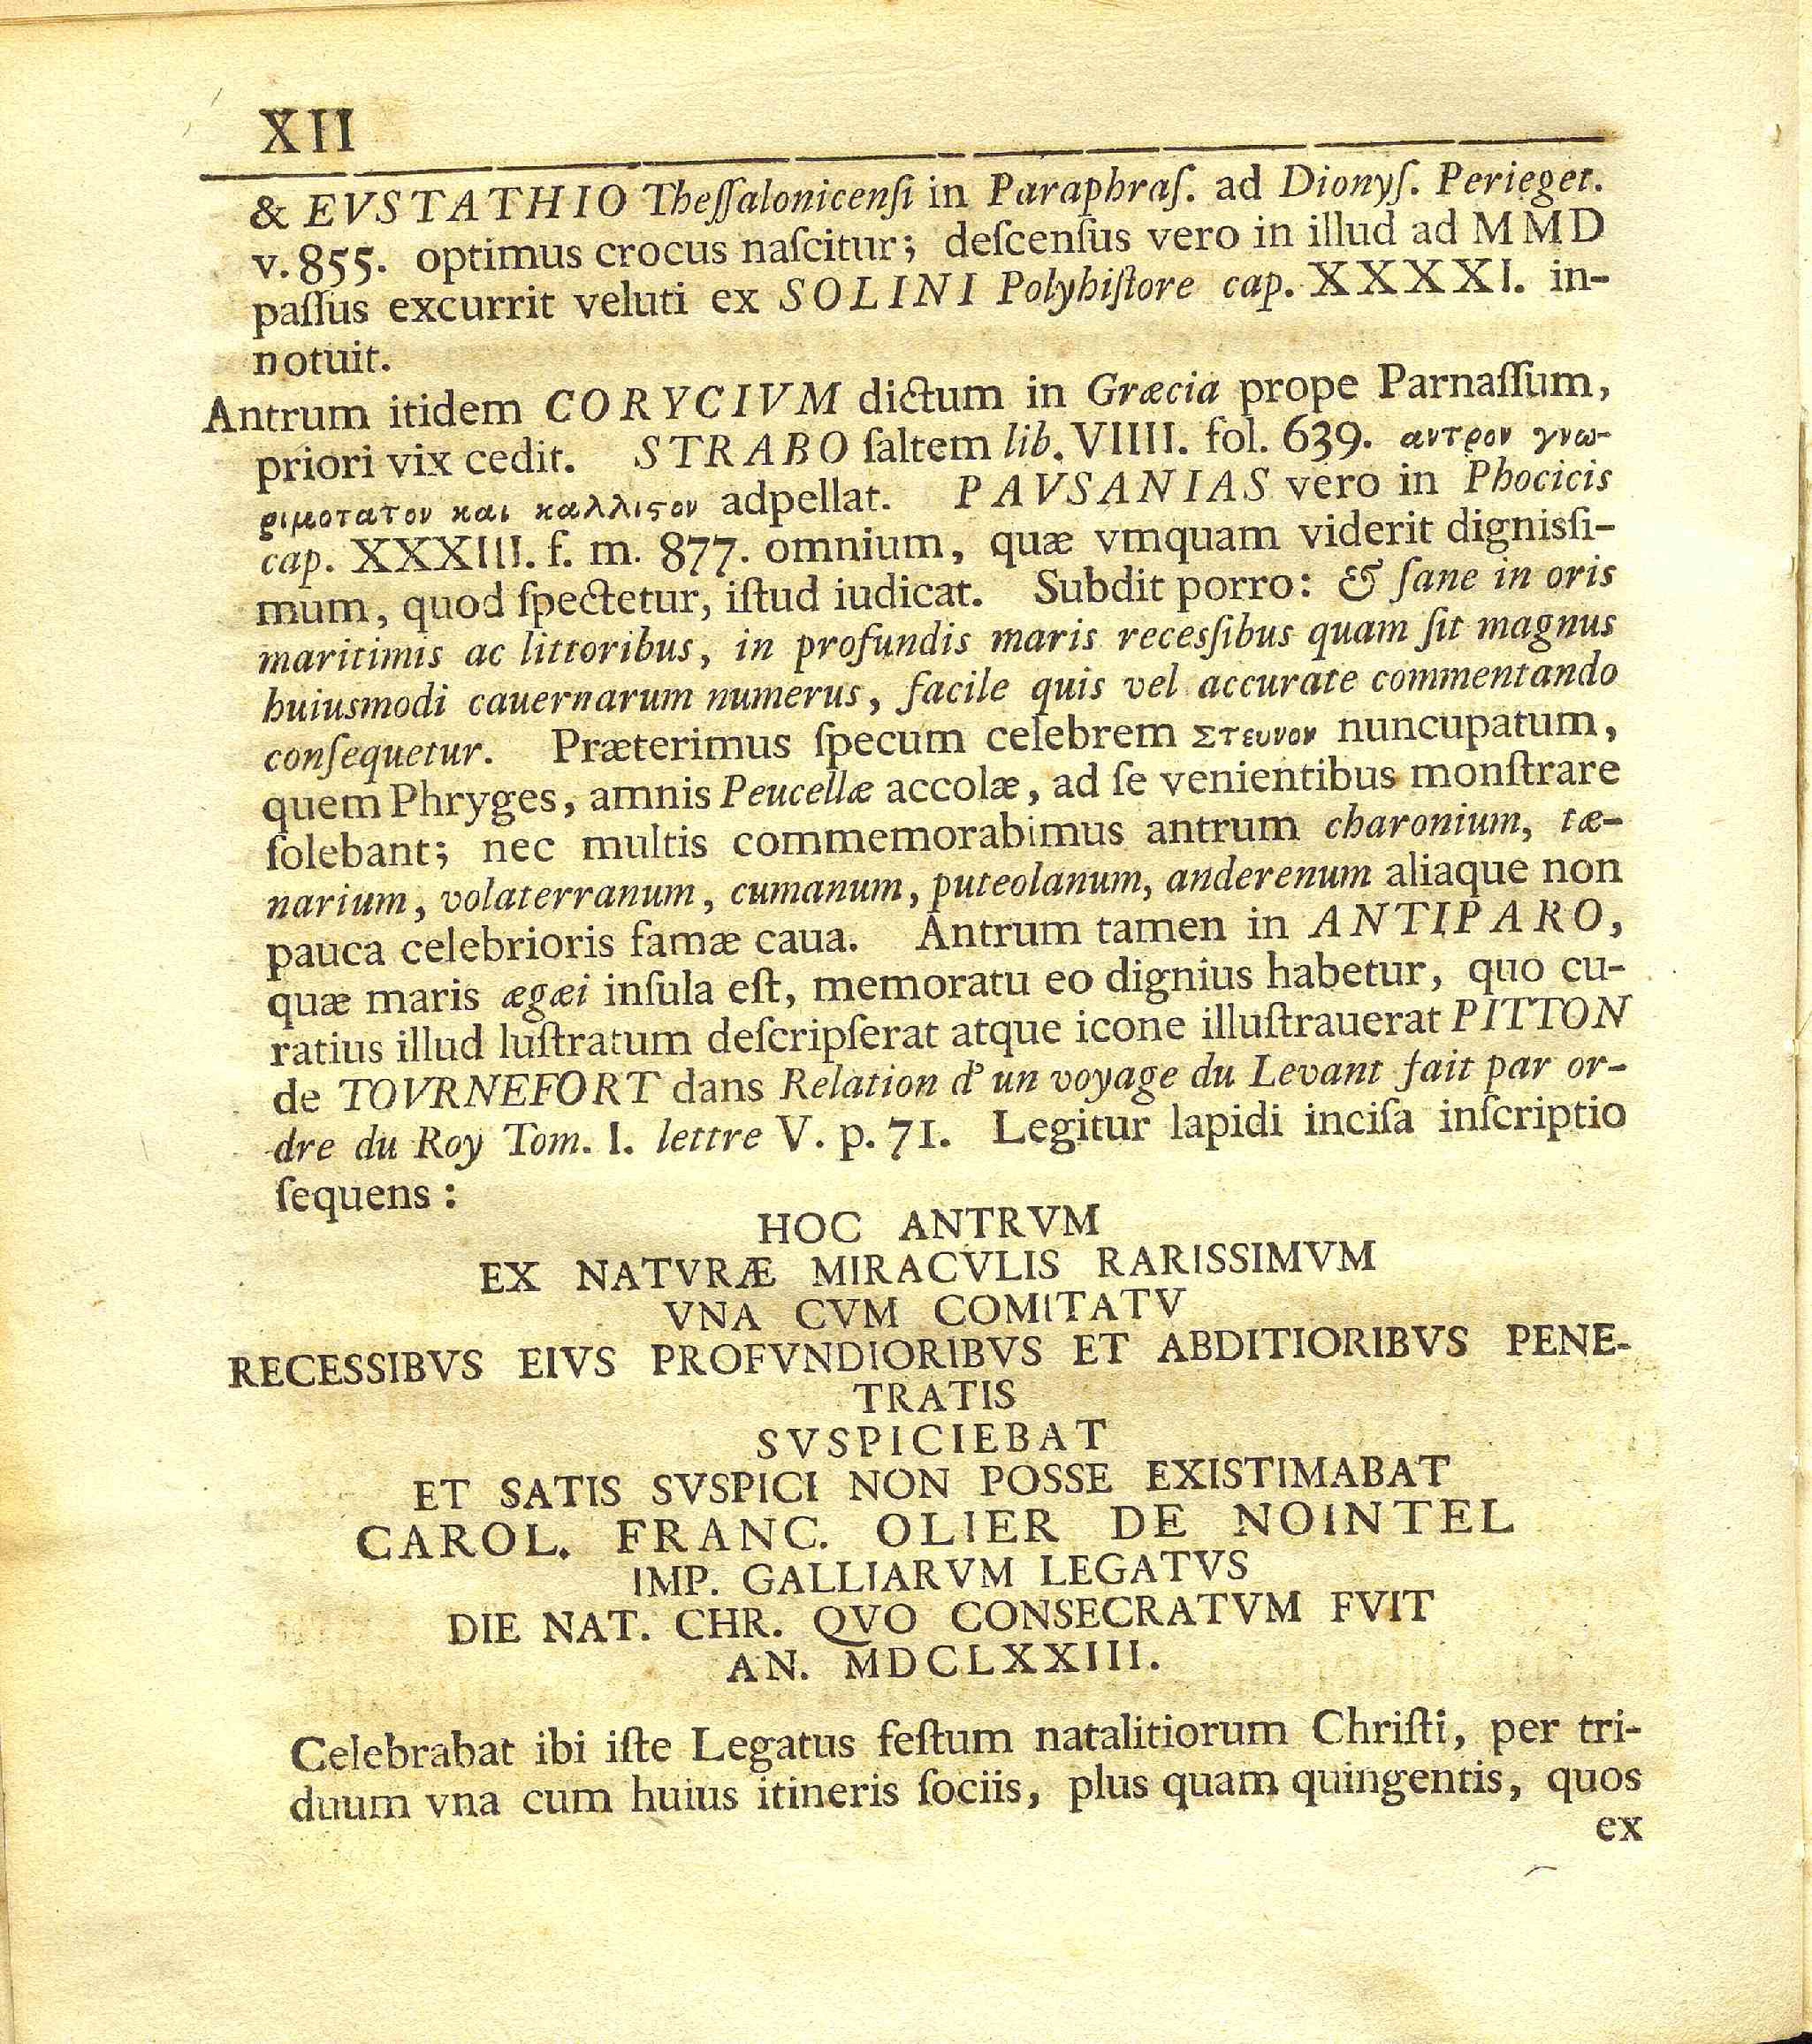 XII
& EVSTATHIO Theſſalonicenſi in Paraphraſ. ad Dionyſ. Perieget.
v. 855. optimus crocus naſcitur; deſcenſus vero in illud ad MMD
paſſus excurrit veluti ex SOLINI Polyhiſtore cap. XXXXI. in-
notuit.
Antrum itidem CORYCIVM dictum in Græcia prope Parnaſſum,
priori vix cedit. STRABO ſaltem lib. VIIII. fol. 639. αντρον γνω-
ριμοτατον και καλλιϛον adpellat. PAVSANIAS vero in Phocicis
cap. XXXIII. f. m. 877. omnium, quæ vmquam viderit digniſſi-
mum, quod ſpectetur, iſtud iudicat. Subdit porro: & ſane in oris
maritimis ac littoribus, in profundis maris receſſibus quam ſit magnus
huiusmodi cauernarum numerus, facile quis vel accurate commentando
conſequetur. Præterimus ſpecum celebrem Στευνον nuncupatum,
quem Phryges, amnis Peucellæ accolæ, ad ſe venientibus monſtrare
ſolebant; nec multis commemorabimus antrum charonium, tæ-
narium, volaterranum, cumanum, puteolanum, anderenum aliaque non
pauca celebrioris famæ caua. Antrum tamen in ANTIPARO,
quæ maris ægæi inſula eſt, memoratu eo dignius habetur, quo cu-
ratius illud luſtratum deſcripſerat atque icone illuſtrauerat PITTON
de TOVRNEFORT dans Relation d'un voyage du Levant fait par or-
dre du Roy Tom. I. lettre V. p. 71. Legitur lapidi inciſa inſcriptio
ſequens:
HOC ANTRVM
EX NATVRÆ MIRACVLIS RARISSIMVM
VNA CVM COMITATV
RECESSIBVS EIVS PROFVNDIORIBVS ET ABDITIORIBVS PENE-
TRATIS
SVSPICIEBAT
ET SATIS SVSPICI NON POSSE EXISTIMABAT
CAROL. FRANC. OLIER DE NOINTEL
IMP. GALLIARVM LEGATVS
DIE NAT. CHR. QVO CONSECRATVM FVIT
AN. MDCLXXIII.
Celebrabat ibi iſte Legatus feſtum natalitiorum Chriſti, per tri-
duum vna cum huius itineris ſociis, plus quam quingentis, quos
ex